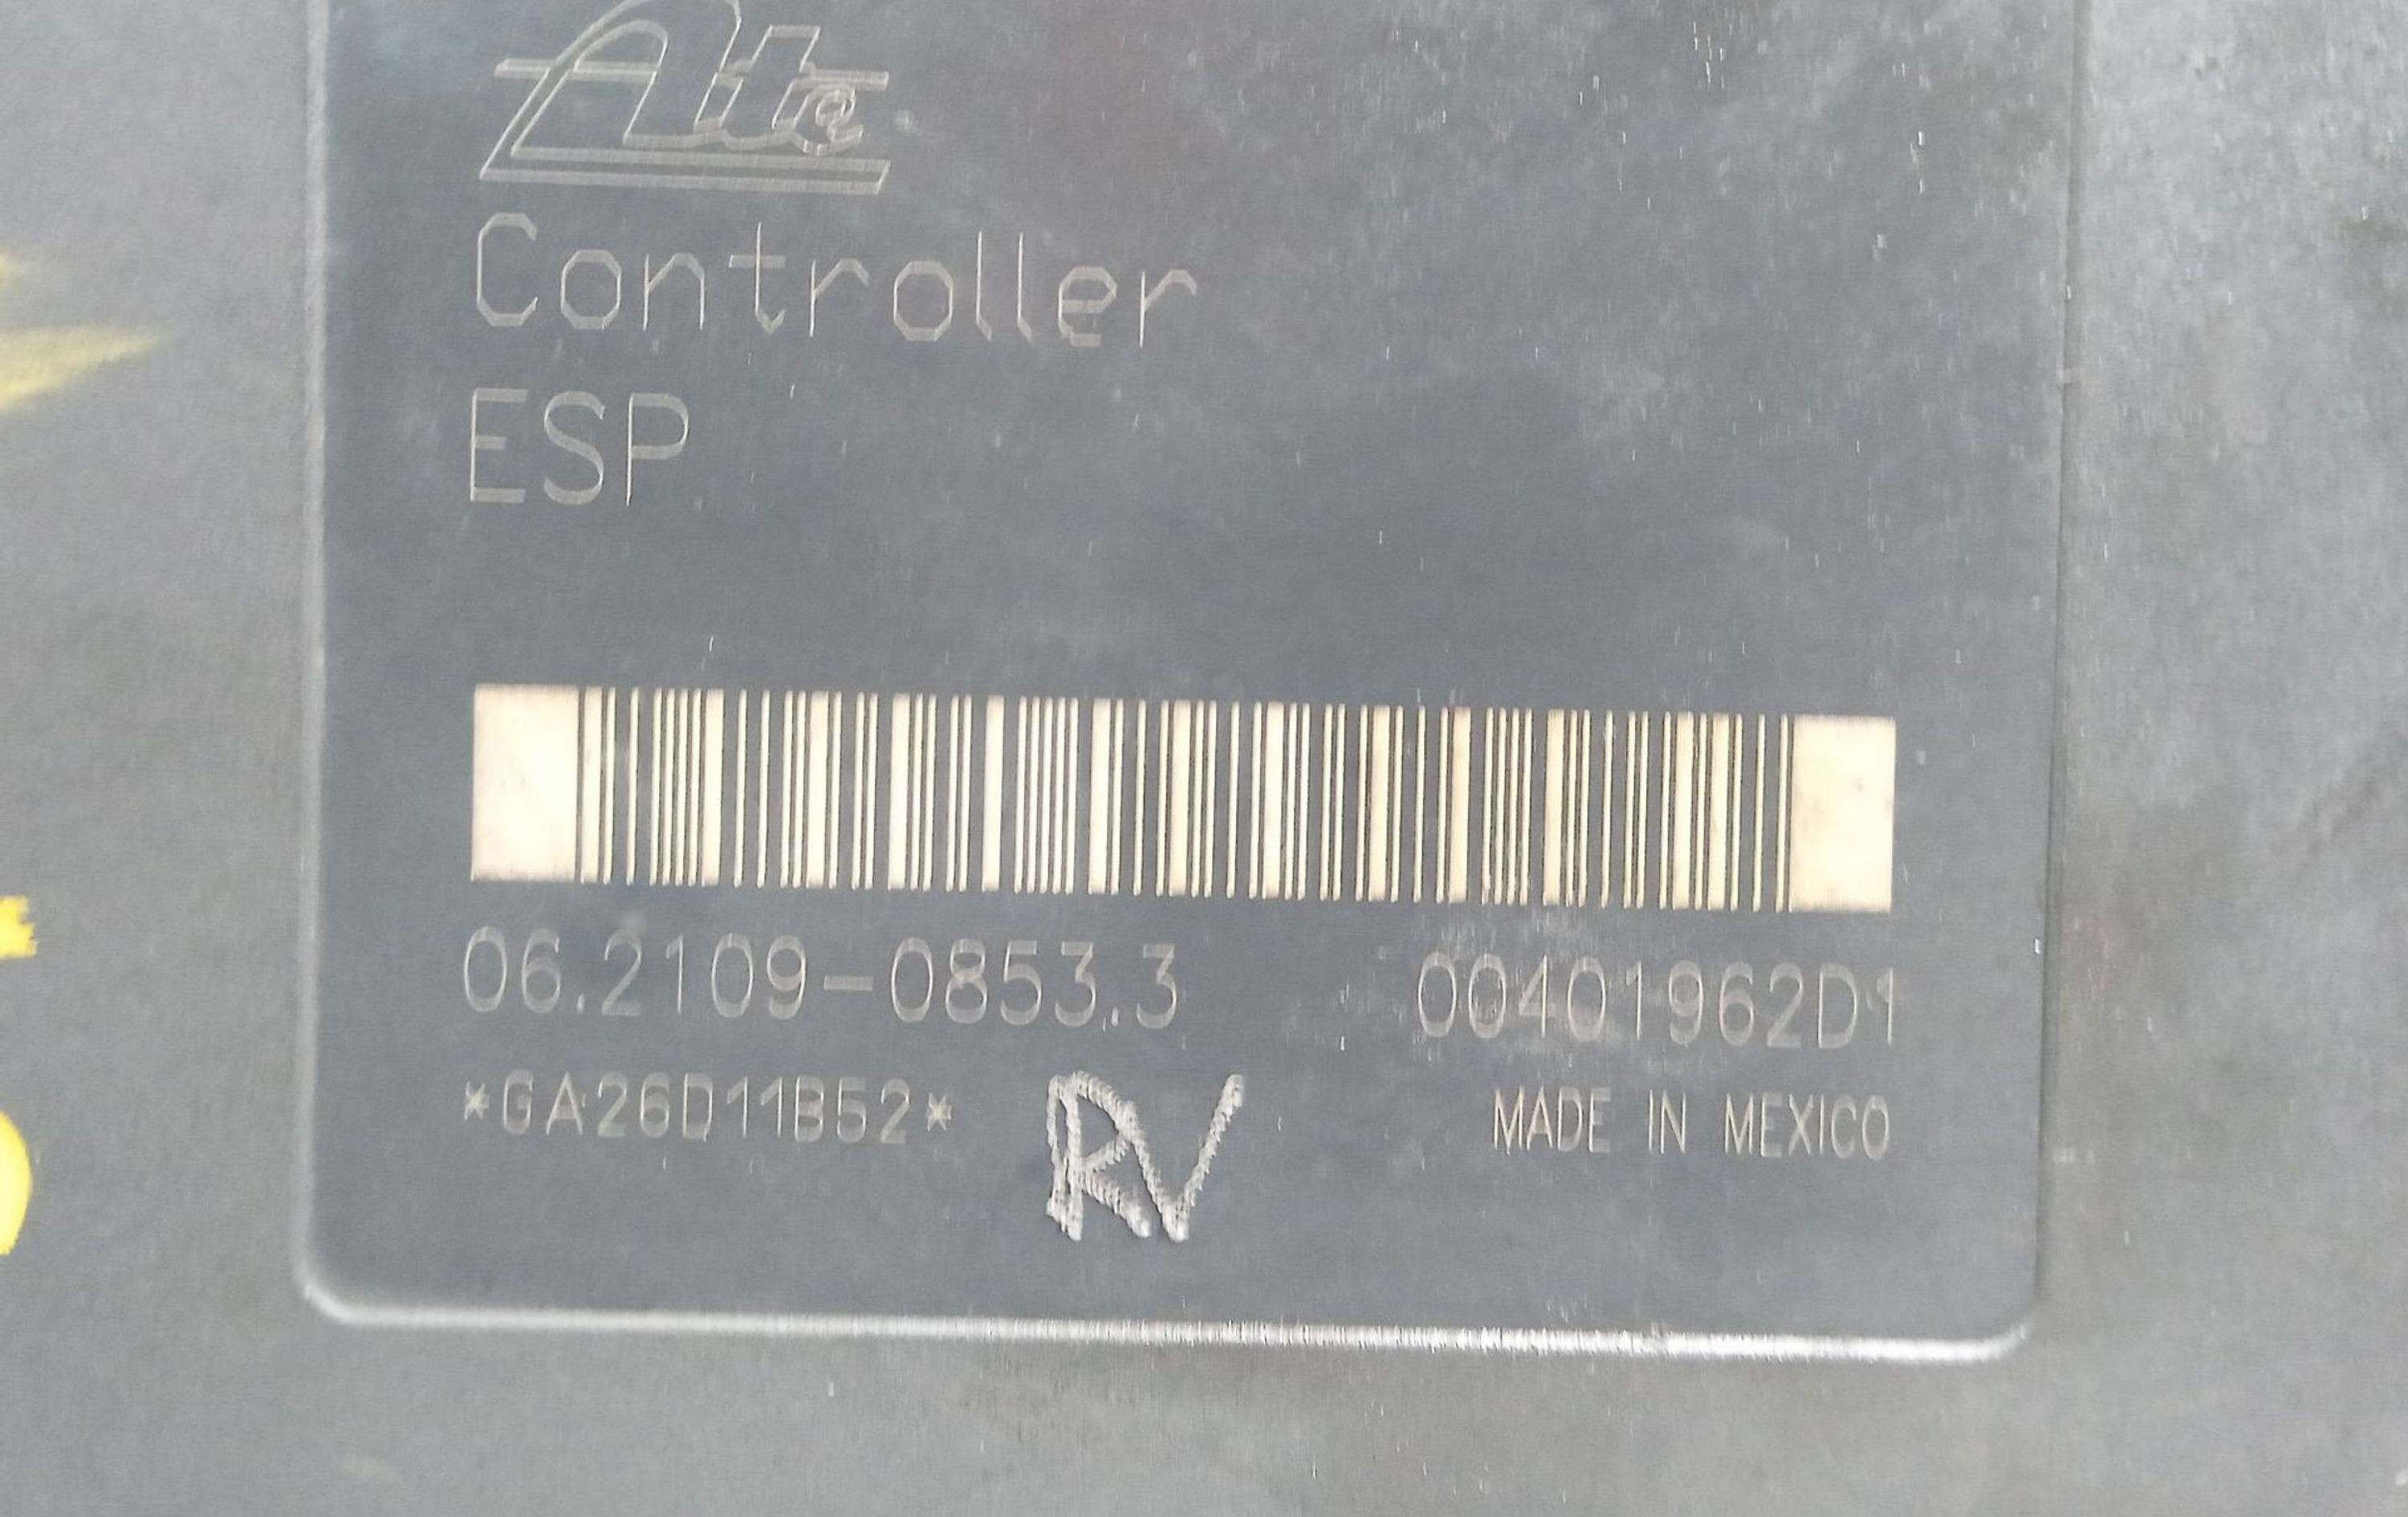 Ate
Controller
ESP
06.2109-0853.3 00401962D1
*GA26D11B52* RV MADE IN MEXICO